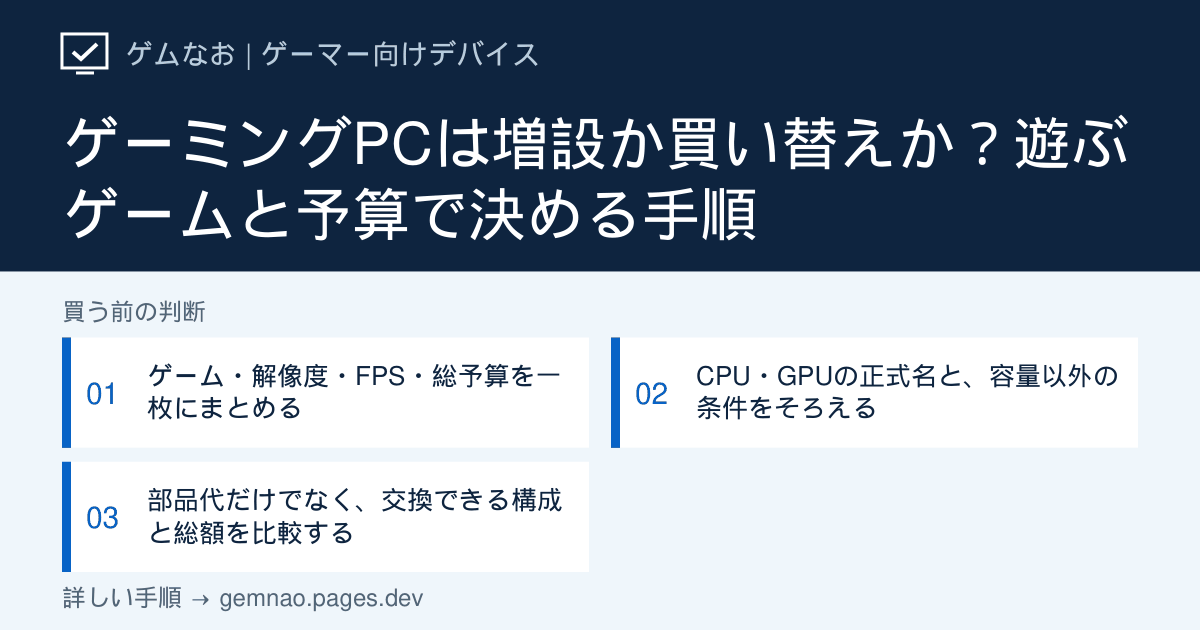 ゲムなお | ゲーマー向けデバイス
ゲーミングPCは増設か買い替えか？遊ぶ
ゲームと予算で決める手順
買う前の判断
01
ゲーム・解像度・FPS・総予算を一
枚にまとめる
02
CPU・GPUの正式名と、容量以外の
条件をそろえる
03
部品代だけでなく、交換できる構成
と総額を比較する
詳しい手順 → gemnao.pages.dev